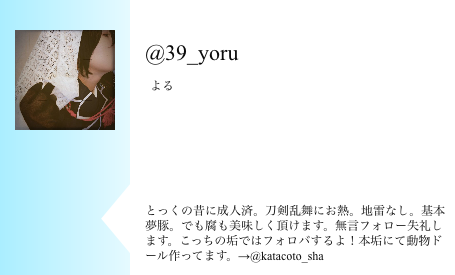 @39_yoru
よる
とっくの昔に成人済。刀剣乱舞にお熱。地雷なし。基本
夢豚。でも腐も美味しく頂けます。無言フォロー失礼し
ます。こっちの垢ではフォロバするよ！本垢にて動物ド
ール作ってます。→@katacoto_sha